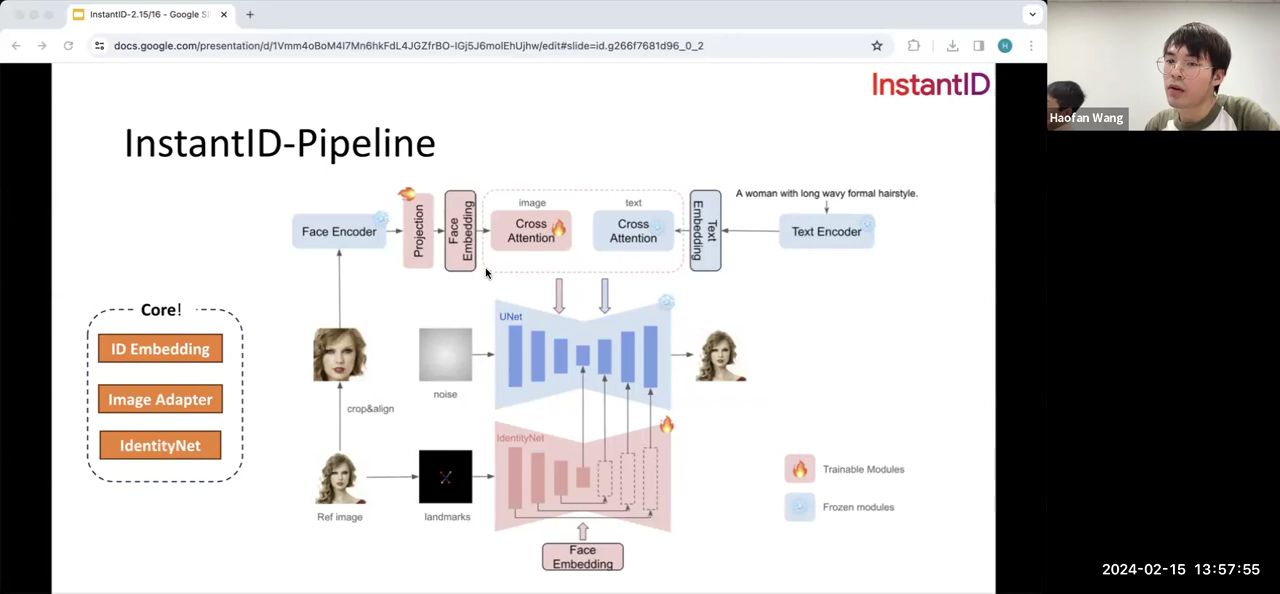 InstantID-2.15/16 - Google Sl
docs.google.com/presentation/d/1Vmm4oBoM4I7Mn6hkFdL4JGZfrBO-IGj5J6moIEhUjhw/edit#slide=id.g266f7681d96_0_2
H
InstantID
Haofan Wang
InstantID-Pipeline
Face Encoder
Projection
Face
Embedding
image
Cross
Attention
text
Cross
Attention
Text
Embedding
A woman with long wavy formal hairstyle.
Text Encoder
Core!
ID Embedding
Image Adapter
IdentityNet
crop&align
noise
UNet
IdentityNet
Ref image
landmarks
Face
Embedding
Trainable Modules
Frozen modules
2024-02-15 13:57:55